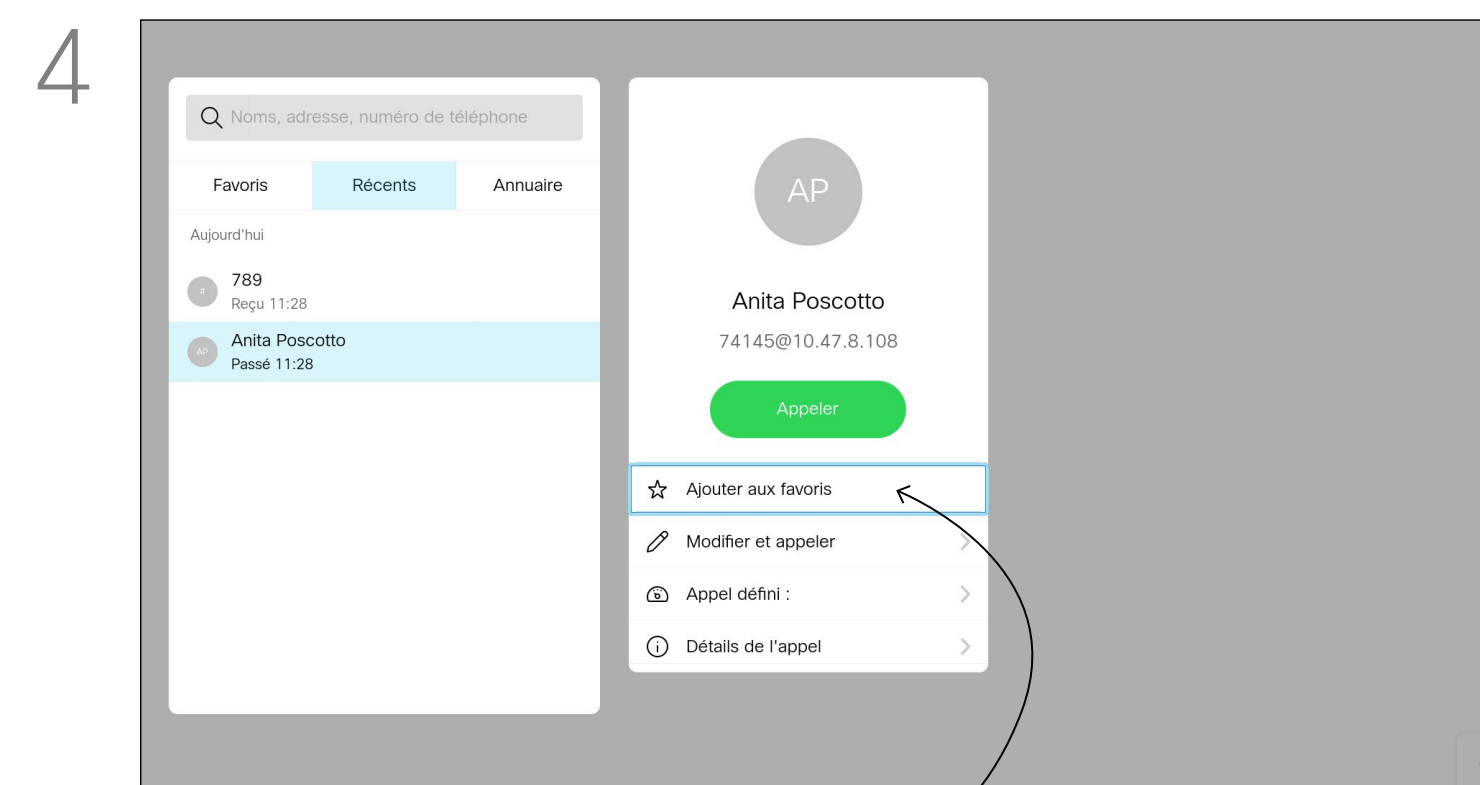 4
Noms, adresse, numéro de téléphone
Favoris
Récents
Annuaire
Aujourd'hui
#
789
Reçu 11:28
AP
Anita Poscotto
Passé 11:28
AP
Anita Poscotto
74145@10.47.8.108
Appeler
Ajouter aux favoris
Modifier et appeler
Appel défini :
Détails de l'appel